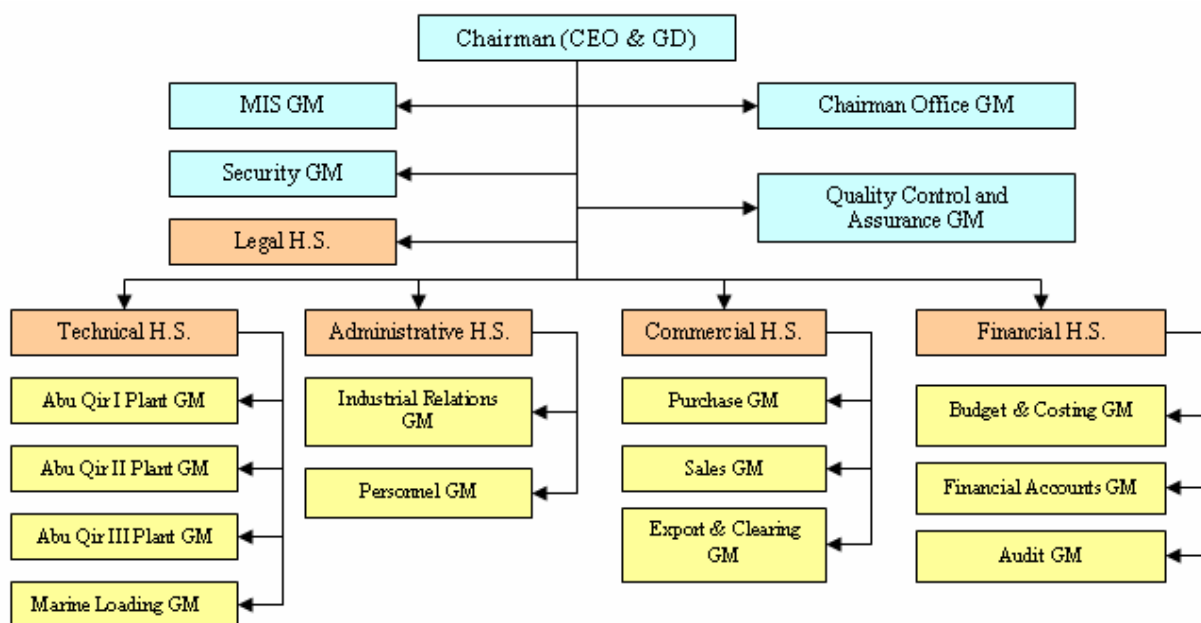 Chairman (CEO & GD)
MIS GM
Chairman Office GM
Security GM
Quality Control and
Assurance GM
Legal H.S.
Technical H.S.
Administrative H.S.
Commercial H.S.
Financial H.S.
Abu Qir I Plant GM
Abu Qir II Plant GM
Abu Qir III Plant GM
Marine Loading GM
Industrial Relations
GM
Personnel GM
Purchase GM
Sales GM
Export & Clearing
GM
Budget & Costing GM
Financial Accounts GM
Audit GM